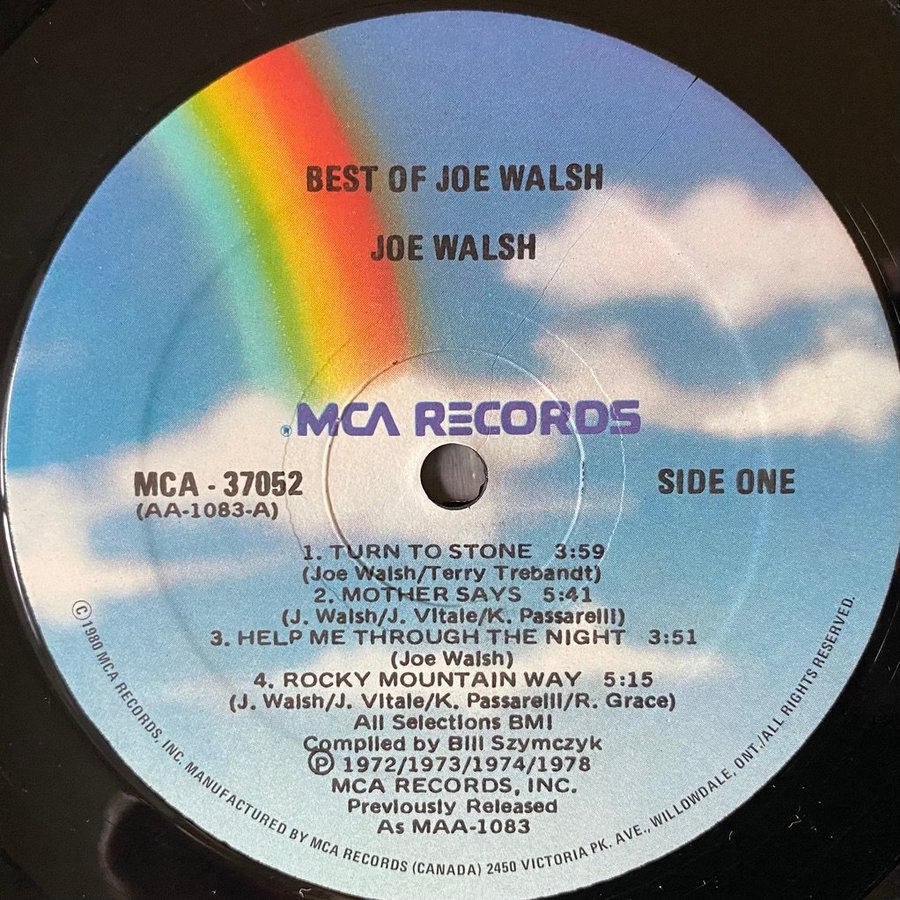 BEST OF JOE WALSH
JOE WALSH
®MCA RECORDS
MCA - 37052
(AA-1083-A)
SIDE ONE
1. TURN TO STONE 3:59
(Joe Walsh/Terry Trebandt)
2. MOTHER SAYS 5:41
(J. Walsh/J. Vitale/K. Passarelli)
3. HELP ME THROUGH THE NIGHT 3:51
(Joe Walsh)
4. ROCKY MOUNTAIN WAY 5:15
(J. Walsh/J. Vitale/K. Passarelli/R. Grace)
All Selections BMI
Compiled by Bill Szymczyk
℗ 1972/1973/1974/1978
MCA RECORDS, INC.
Previously Released
As MAA-1083
©1980 MCA RECORDS, INC. MANUFACTURED BY MCA RECORDS (CANADA) 2450 VICTORIA PK. AVE., WILLOWDALE, ONT./ALL RIGHTS RESERVED.